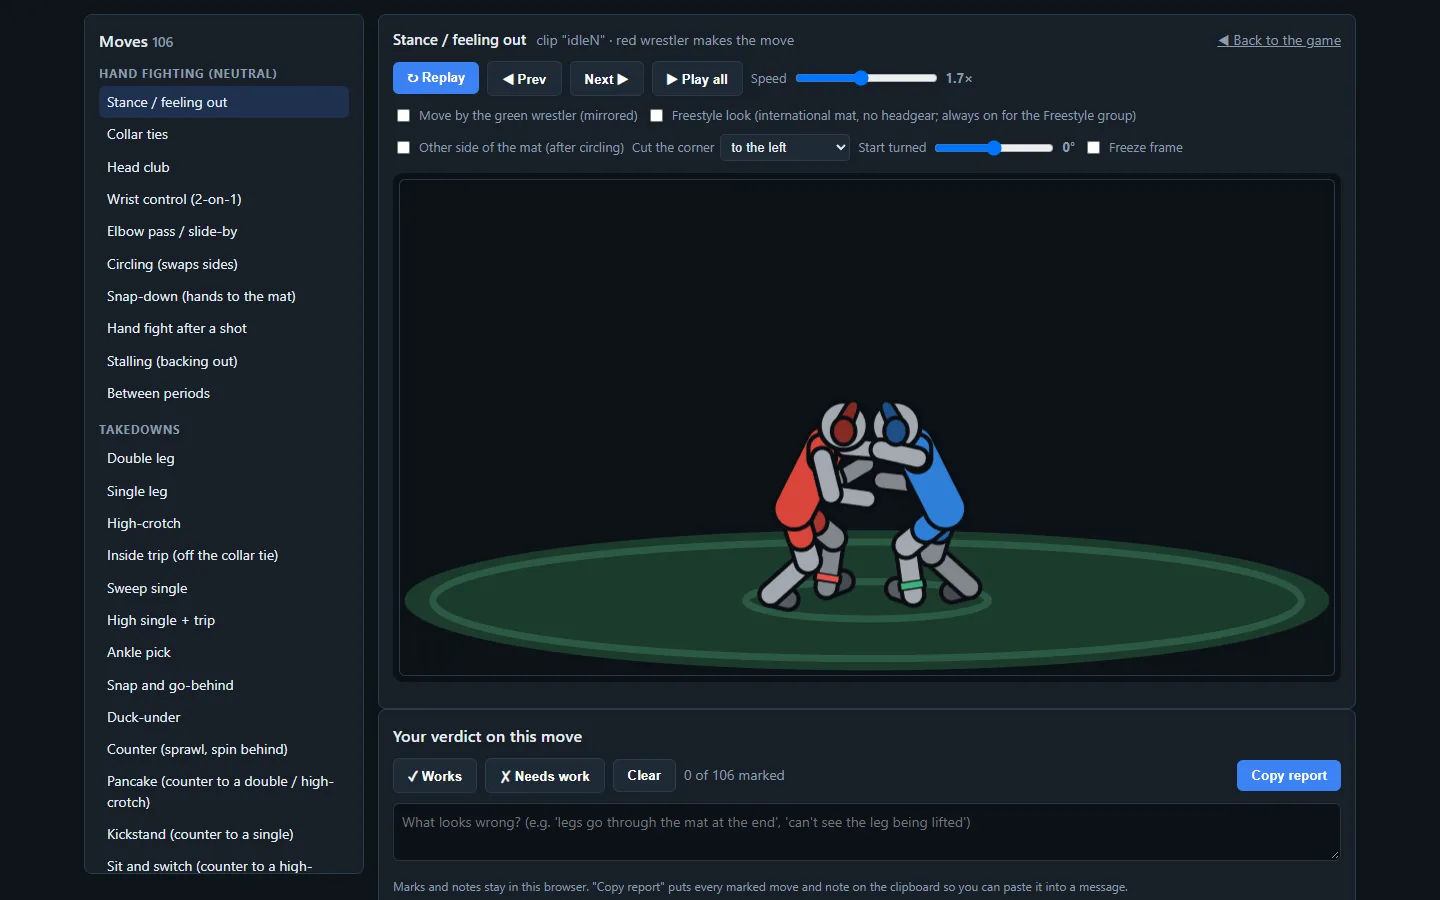 Moves 106
HAND FIGHTING (NEUTRAL)
Stance / feeling out
Collar ties
Head club
Wrist control (2-on-1)
Elbow pass / slide-by
Circling (swaps sides)
Snap-down (hands to the mat)
Hand fight after a shot
Stalling (backing out)
Between periods
TAKEDOWNS
Double leg
Single leg
High-crotch
Inside trip (off the collar tie)
Sweep single
High single + trip
Ankle pick
Snap and go-behind
Duck-under
Counter (sprawl, spin behind)
Pancake (counter to a double / high-
crotch)
Kickstand (counter to a single)
Sit and switch (counter to a high-
Stance / feeling out clip "idleN" · red wrestler makes the move
◀ Back to the game
↻ Replay ◀ Prev Next ▶ ▶ Play all Speed 1.7×
Move by the green wrestler (mirrored) Freestyle look (international mat, no headgear; always on for the Freestyle group)
Other side of the mat (after circling) Cut the corner to the left Start turned 0° Freeze frame
Your verdict on this move
✓ Works ✗ Needs work Clear 0 of 106 marked Copy report
What looks wrong? (e.g. 'legs go through the mat at the end', 'can't see the leg being lifted')
Marks and notes stay in this browser. "Copy report" puts every marked move and note on the clipboard so you can paste it into a message.